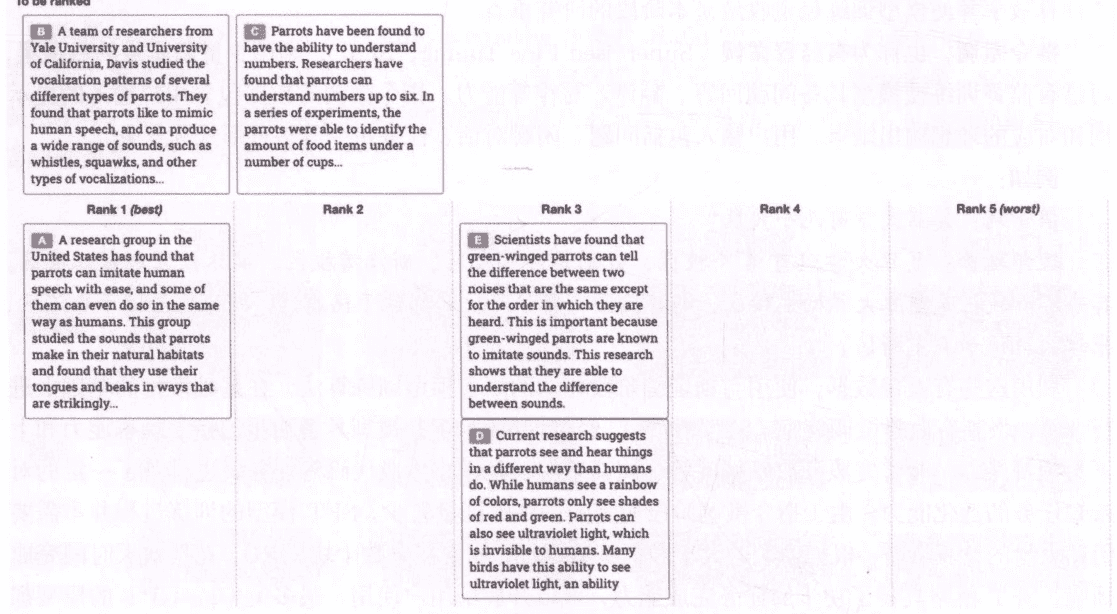 To be ranked
B A team of researchers from
Yale University and University
of California, Davis studied the
vocalization patterns of several
different types of parrots. They
found that parrots like to mimic
human speech, and can produce
a wide range of sounds, such as
whistles, squawks, and other
types of vocalizations...
C Parrots have been found to
have the ability to understand
numbers. Researchers have
found that parrots can
understand numbers up to six. In
a series of experiments, the
parrots were able to identify the
amount of food items under a
number of cups...
Rank 1 (best)
Rank 2
Rank 3
Rank 4
Rank 5 (worst)
A A research group in the
United States has found that
parrots can imitate human
speech with ease, and some of
them can even do so in the same
way as humans. This group
studied the sounds that parrots
make in their natural habitats
and found that they use their
tongues and beaks in ways that
are strikingly...
E Scientists have found that
green-winged parrots can tell
the difference between two
noises that are the same except
for the order in which they are
heard. This is important because
green-winged parrots are known
to imitate sounds. This research
shows that they are able to
understand the difference
between sounds.
D Current research suggests
that parrots see and hear things
in a different way than humans
do. While humans see a rainbow
of colors, parrots only see shades
of red and green. Parrots can
also see ultraviolet light, which
is invisible to humans. Many
birds have this ability to see
ultraviolet light, an ability